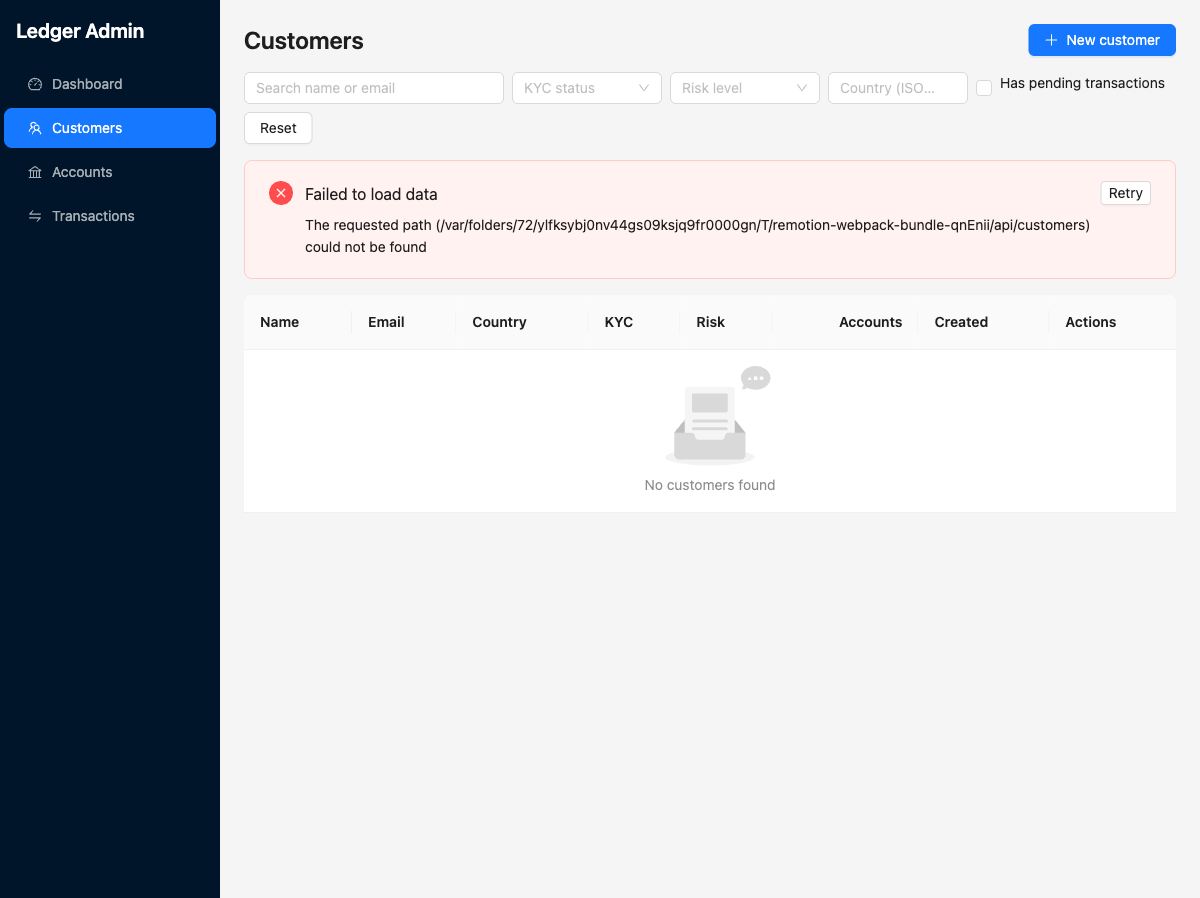 Ledger Admin
Dashboard
Customers
Accounts
Transactions
Customers
New customer
Search name or email
KYC status
Risk level
Country (ISO...
Has pending transactions
Reset
Failed to load data
Retry
The requested path (/var/folders/72/ylfksybj0nv44gs09ksjq9fr0000gn/T/remotion-webpack-bundle-qnEnii/api/customers)
could not be found
Name Email Country KYC Risk Accounts Created Actions
No customers found